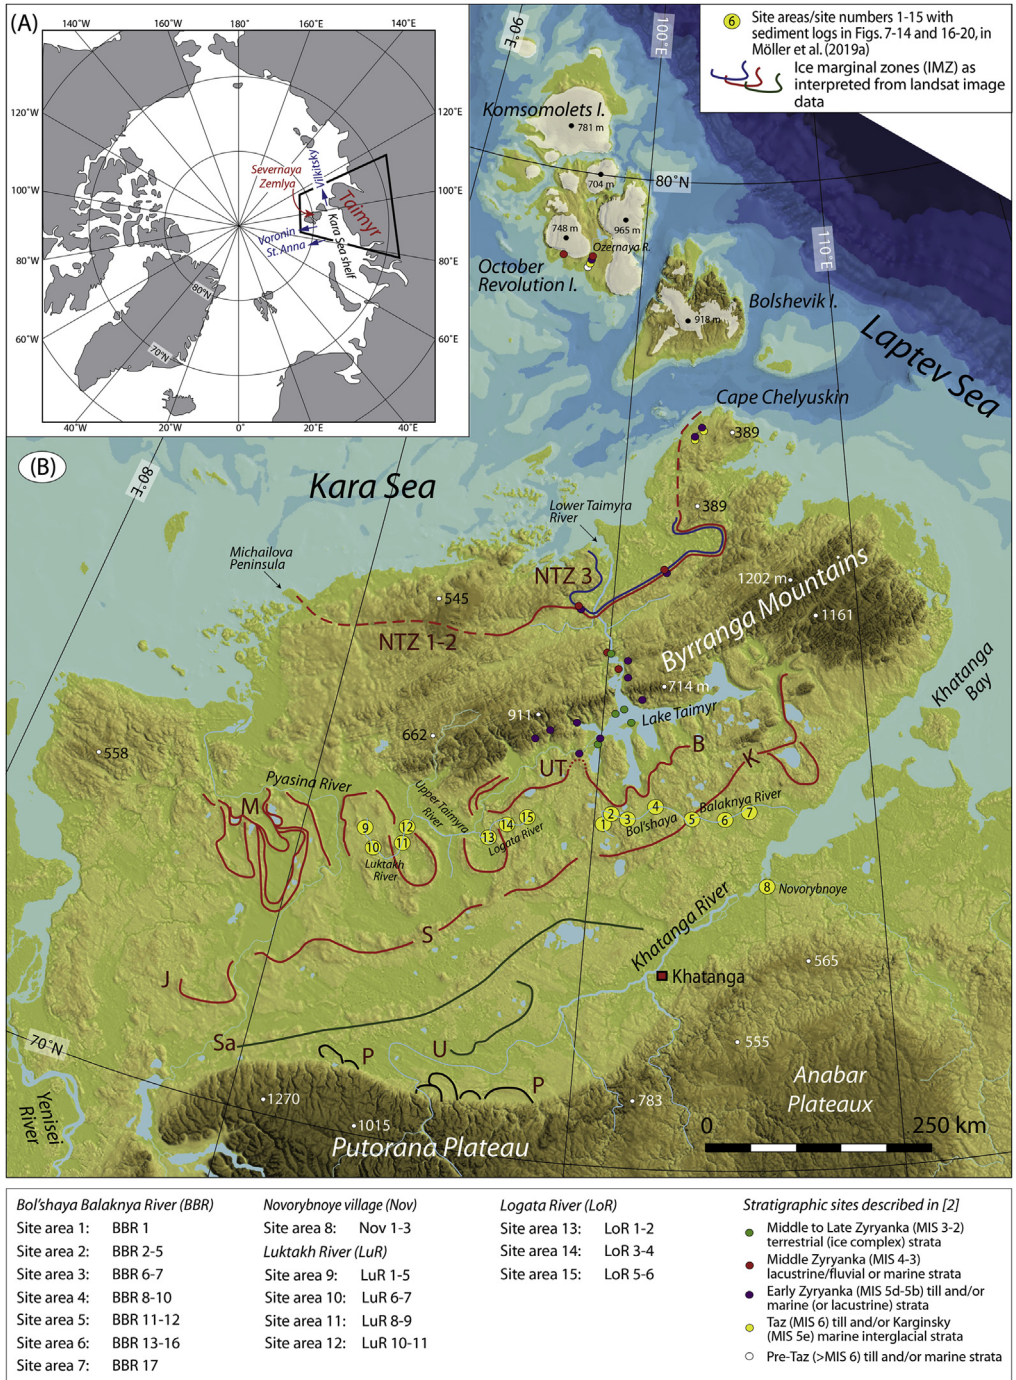 (A)
140°W
160°W
180°
160°E
140°E
120°W
100°W
80°W
60°W
120°E
100°E
80°E
60°E
40°W
20°W
0°
20°E
40°E
Severnaya
Zemlya
Vilkitsky
Taimyr
Kara Sea shelf
Voronin
St. Anna
80°N
70°N
6 Site areas/site numbers 1-15 with
sediment logs in Figs. 7-14 and 16-20, in
Möller et al. (2019a)
Ice marginal zones (IMZ) as
interpreted from landsat image
data
90°E
100°E
Komsomolets I.
781 m
80°N
704 m
965 m
748 m
Ozernaya R.
110°E
October
Revolution I.
Bolshevik I.
918 m
Laptev Sea
Cape Chelyuskin
389
(B)
80°E
Kara Sea
389
Lower Taimyra
River
Michailova
Peninsula
NTZ 3
545
NTZ 1-2
1202 m
1161
Byrranga Mountains
Khatanga
Bay
714 m
911
Lake Taimyr
662
558
B
K
UT
Pyasina River
M
Upper Taimyra
River
Balaknya River
Bol'shaya
Logata River
Luktakh
River
9
10
11
12
13
14
15
1
2
3
4
5
6
7
8 Novorybnoye
Khatanga River
S
J
565
Khatanga
Sa
U
P
P
555
70°N
1270
1015
783
Anabar
Plateaux
Yenisei
River
Putorana Plateau
0 250 km
Bol'shaya Balaknya River (BBR)
Site area 1: BBR 1
Site area 2: BBR 2-5
Site area 3: BBR 6-7
Site area 4: BBR 8-10
Site area 5: BBR 11-12
Site area 6: BBR 13-16
Site area 7: BBR 17
Novorybnoye village (Nov)
Site area 8: Nov 1-3
Luktakh River (LuR)
Site area 9: LuR 1-5
Site area 10: LuR 6-7
Site area 11: LuR 8-9
Site area 12: LuR 10-11
Logata River (LoR)
Site area 13: LoR 1-2
Site area 14: LoR 3-4
Site area 15: LoR 5-6
Stratigraphic sites described in [2]
Middle to Late Zyryanka (MIS 3-2)
terrestrial (ice complex) strata
Middle Zyryanka (MIS 4-3)
lacustrine/fluvial or marine strata
Early Zyryanka (MIS 5d-5b) till and/or
marine (or lacustrine) strata
Taz (MIS 6) till and/or Karginsky
(MIS 5e) marine interglacial strata
Pre-Taz (>MIS 6) till and/or marine strata